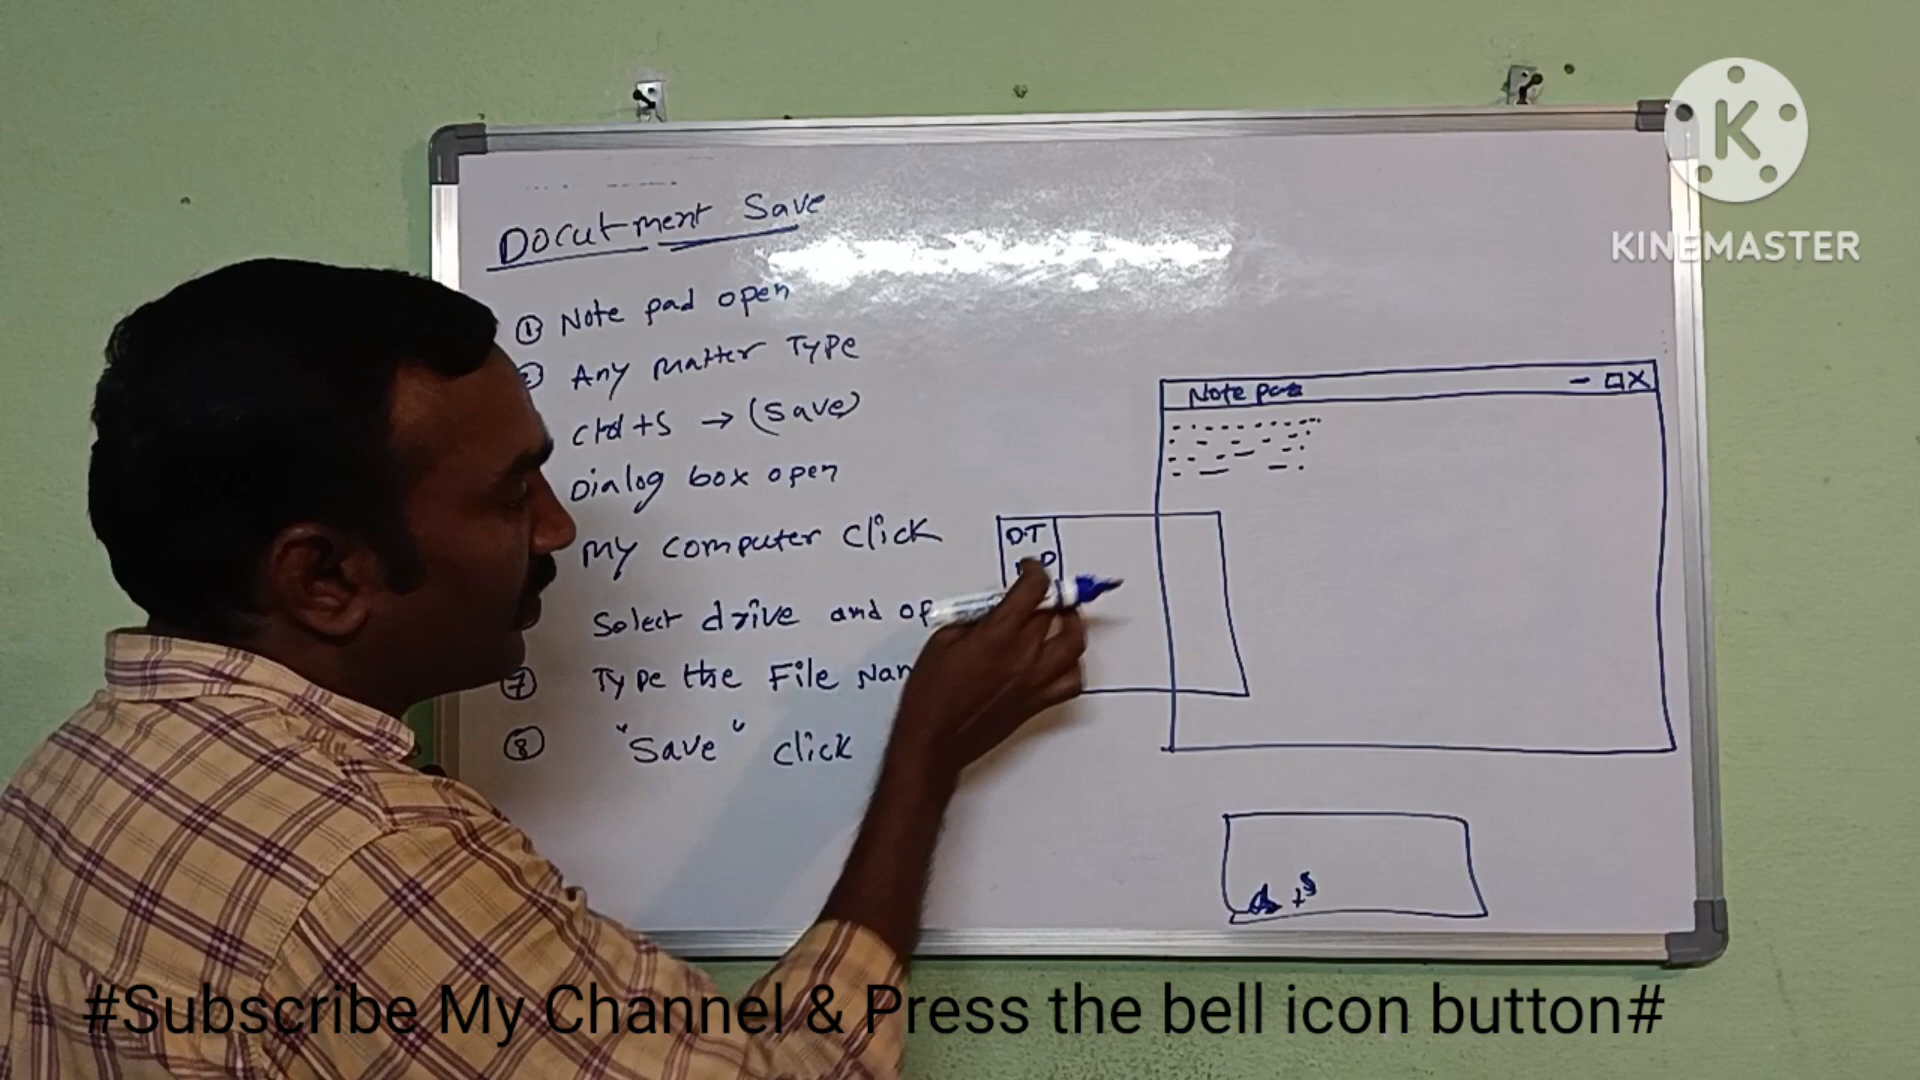 Docutment Save
① Note pad open
② Any matter Type
ctrl+S → (Save)
Dialog box open
My computer click
Select drive and op
⑦ Type the File Nam
⑧ "Save" click
Note pad - □ X
D.T
D
+S
K
KINEMASTER
#Subscribe My Channel & Press the bell icon button#